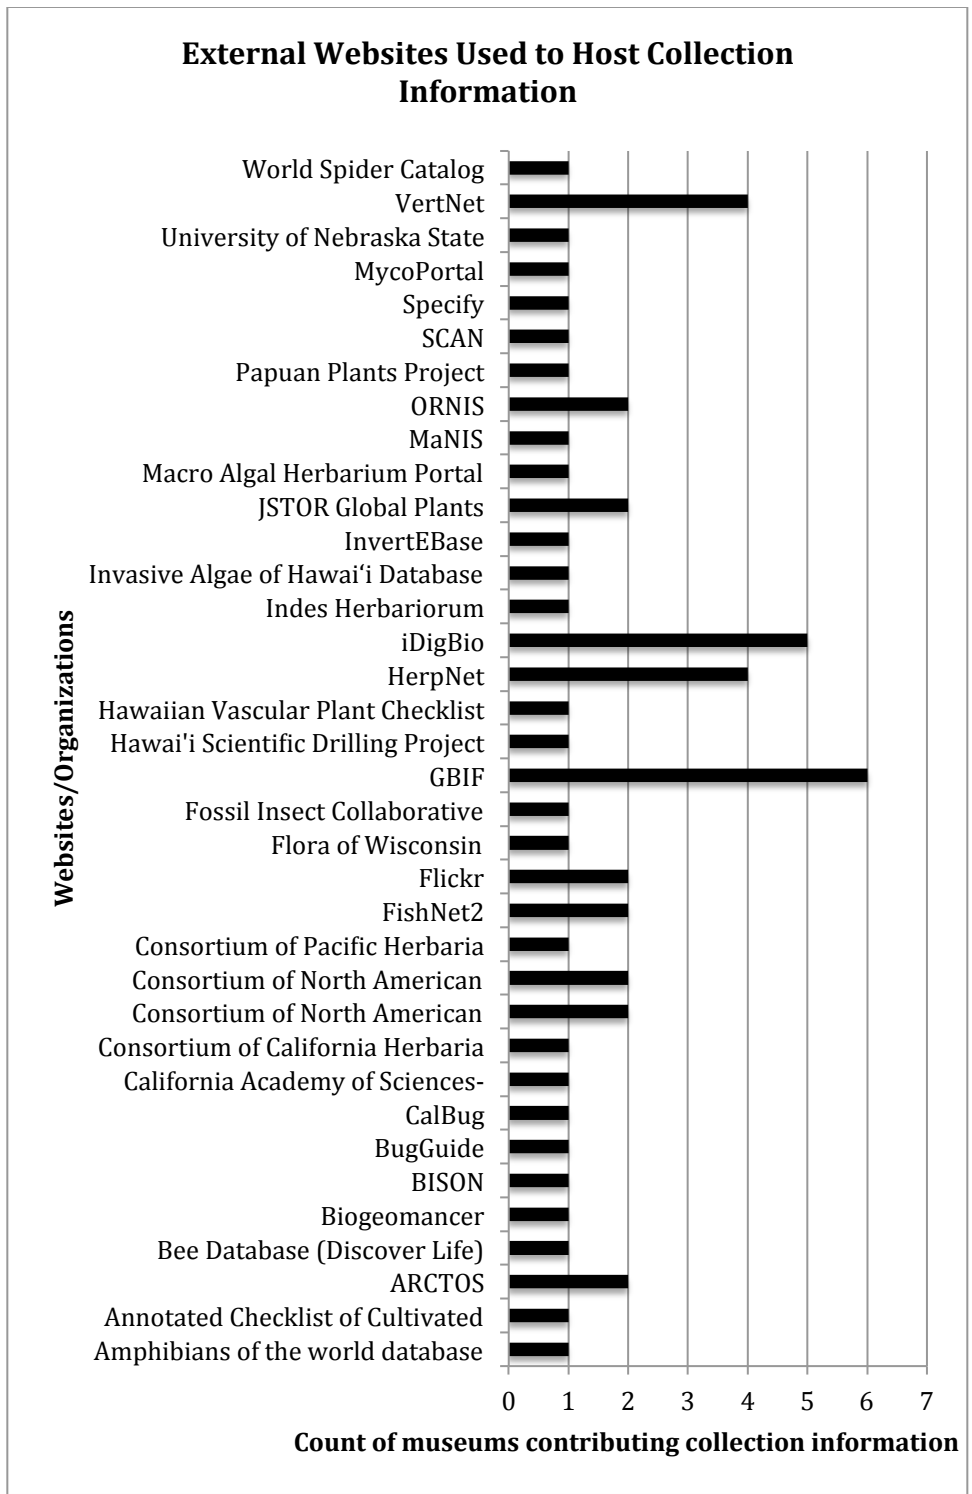 External Websites Used to Host Collection
Information
World Spider Catalog
VertNet
University of Nebraska State
MycoPortal
Specify
SCAN
Papuan Plants Project
ORNIS
MaNIS
Macro Algal Herbarium Portal
JSTOR Global Plants
InvertEBase
Invasive Algae of Hawai‘i Database
Indes Herbariorum
iDigBio
HerpNet
Hawaiian Vascular Plant Checklist
Hawai'i Scientific Drilling Project
GBIF
Fossil Insect Collaborative
Flora of Wisconsin
Flickr
FishNet2
Consortium of Pacific Herbaria
Consortium of North American
Consortium of North American
Consortium of California Herbaria
California Academy of Sciences-
CalBug
BugGuide
BISON
Biogeomancer
Bee Database (Discover Life)
ARCTOS
Annotated Checklist of Cultivated
Amphibians of the world database
Websites/Organizations
0 1 2 3 4 5 6 7
Count of museums contributing collection information